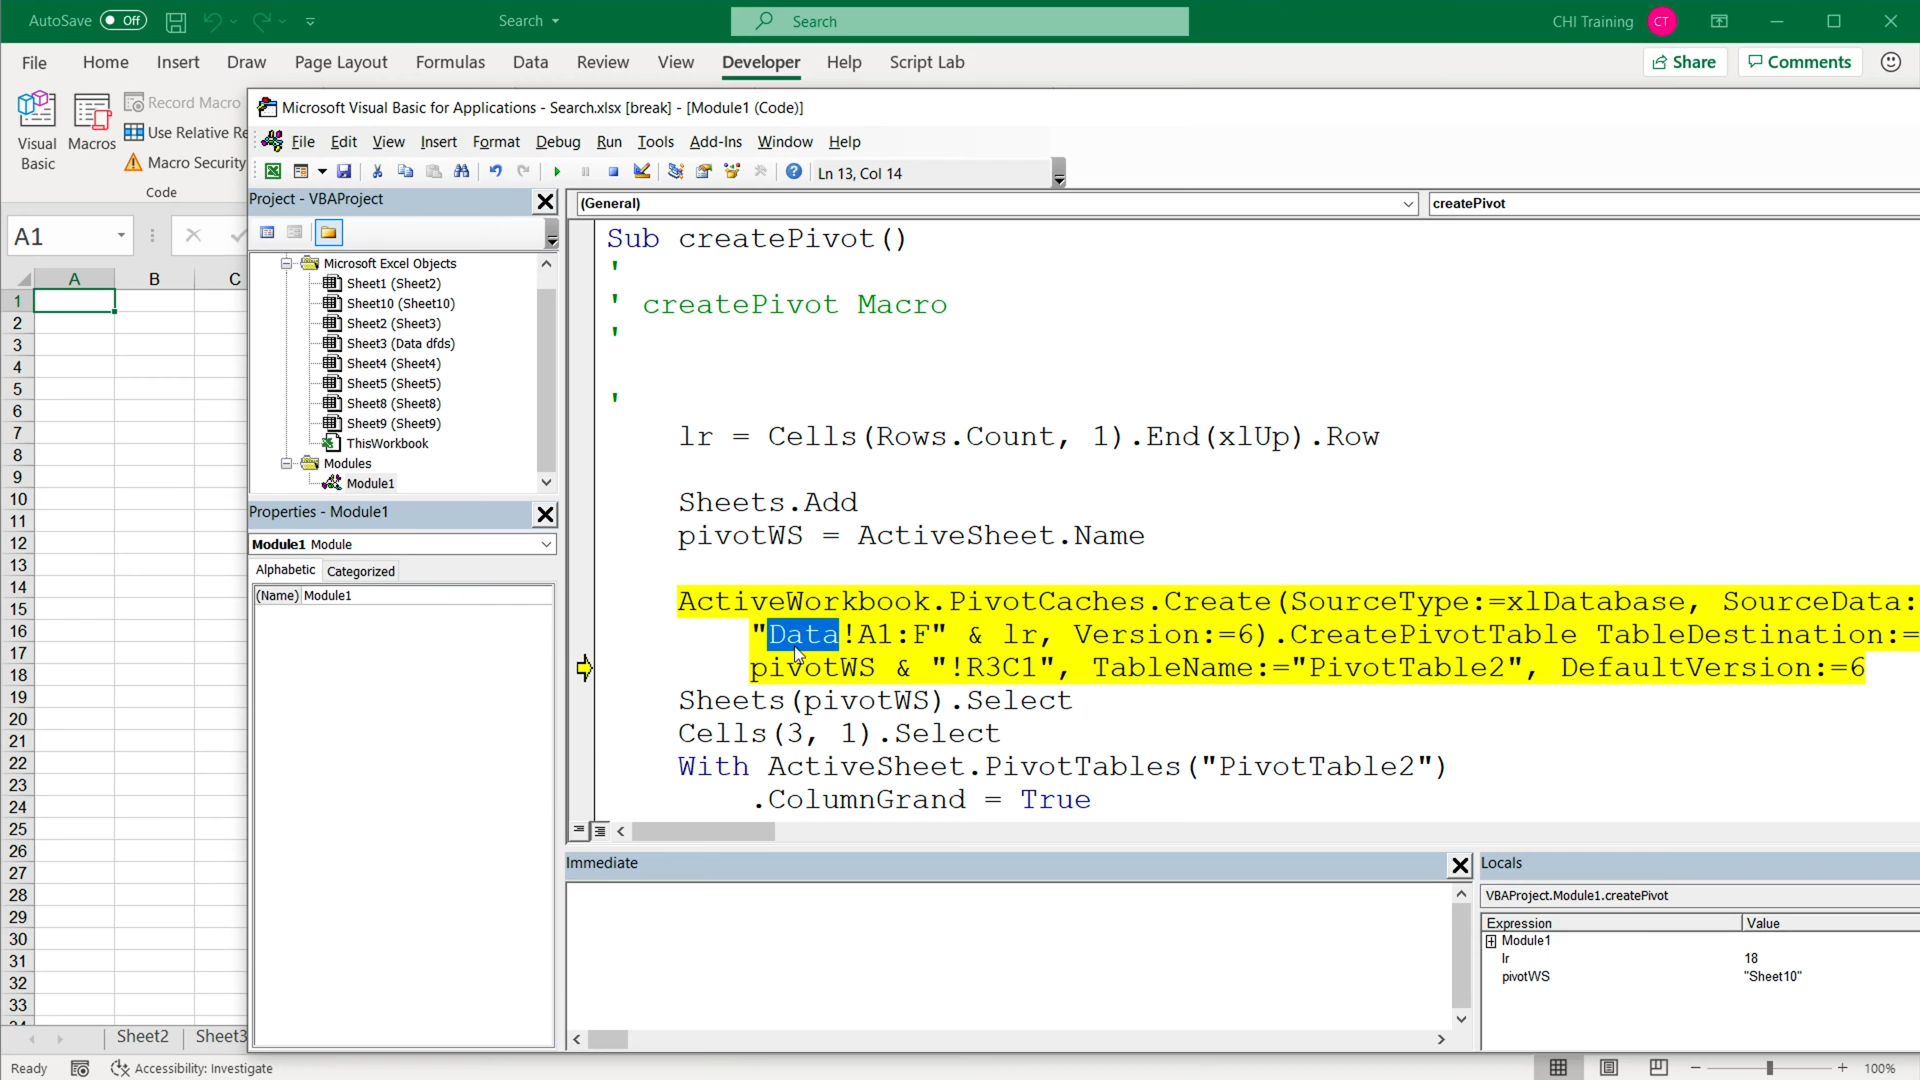 AutoSave Off
Search
Search
CHI Training CT
File Home Insert Draw Page Layout Formulas Data Review View Developer Help Script Lab
Share Comments
Visual Basic
Macros
Record Macro
Use Relative Re
Macro Security
Code
Microsoft Visual Basic for Applications - Search.xlsx [break] - [Module1 (Code)]
File Edit View Insert Format Debug Run Tools Add-Ins Window Help
Ln 13, Col 14
Project - VBAProject
(General)
createPivot
A1
A B C
Microsoft Excel Objects
Sheet1 (Sheet2)
Sheet10 (Sheet10)
Sheet2 (Sheet3)
Sheet3 (Data dfds)
Sheet4 (Sheet4)
Sheet5 (Sheet5)
Sheet8 (Sheet8)
Sheet9 (Sheet9)
ThisWorkbook
Modules
Module1
Properties - Module1
Module1 Module
Alphabetic Categorized
(Name) Module1
Sub createPivot()
'
' createPivot Macro
'
'
lr = Cells(Rows.Count, 1).End(xlUp).Row
Sheets.Add
pivotWS = ActiveSheet.Name
ActiveWorkbook.PivotCaches.Create(SourceType:=xlDatabase, SourceData:
"Data!A1:F" & lr, Version:=6).CreatePivotTable TableDestination:=
pivotWS & "!R3C1", TableName:="PivotTable2", DefaultVersion:=6
Sheets(pivotWS).Select
Cells(3, 1).Select
With ActiveSheet.PivotTables("PivotTable2")
.ColumnGrand = True
Immediate
Locals
VBAProject.Module1.createPivot
Expression Value
Module1
lr 18
pivotWS "Sheet10"
1
2
3
4
5
6
7
8
9
10
11
12
13
14
15
16
17
18
19
20
21
22
23
24
25
26
27
28
29
30
31
32
33
Sheet2 Sheet3
Ready
Accessibility: Investigate
100%